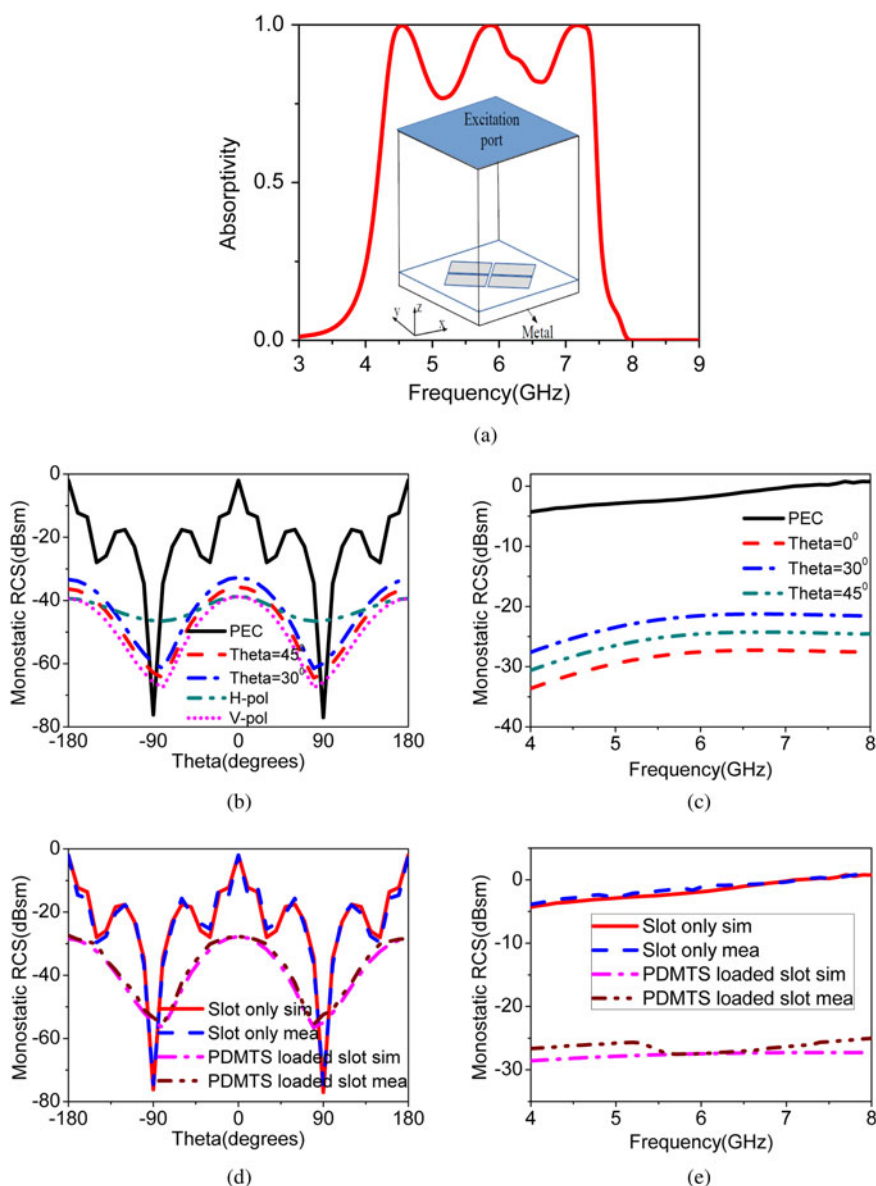 1.0
0.5
0.0
Absorptivity
Excitation
port
y
z
x
Metal
3 4 5 6 7 8 9
Frequency(GHz)
(a)
0
-20
-40
-60
-80
Monostatic RCS(dBsm)
PEC
Theta=45⁰
Theta=30⁰
H-pol
V-pol
-180 -90 0 90 180
Theta(degrees)
(b)
0
-10
-20
-30
-40
Monostatic RCS(dBsm)
PEC
Theta=0⁰
Theta=30⁰
Theta=45⁰
4 5 6 7 8
Frequency(GHz)
(c)
0
-20
-40
-60
-80
Monostatic RCS(dBsm)
Slot only sim
Slot only mea
PDMTS loaded slot sim
PDMTS loaded slot mea
-180 -90 0 90 180
Theta(degrees)
(d)
0
-10
-20
-30
Monostatic RCS(dBsm)
Slot only sim
Slot only mea
PDMTS loaded slot sim
PDMTS loaded slot mea
4 5 6 7 8
Frequency(GHz)
(e)